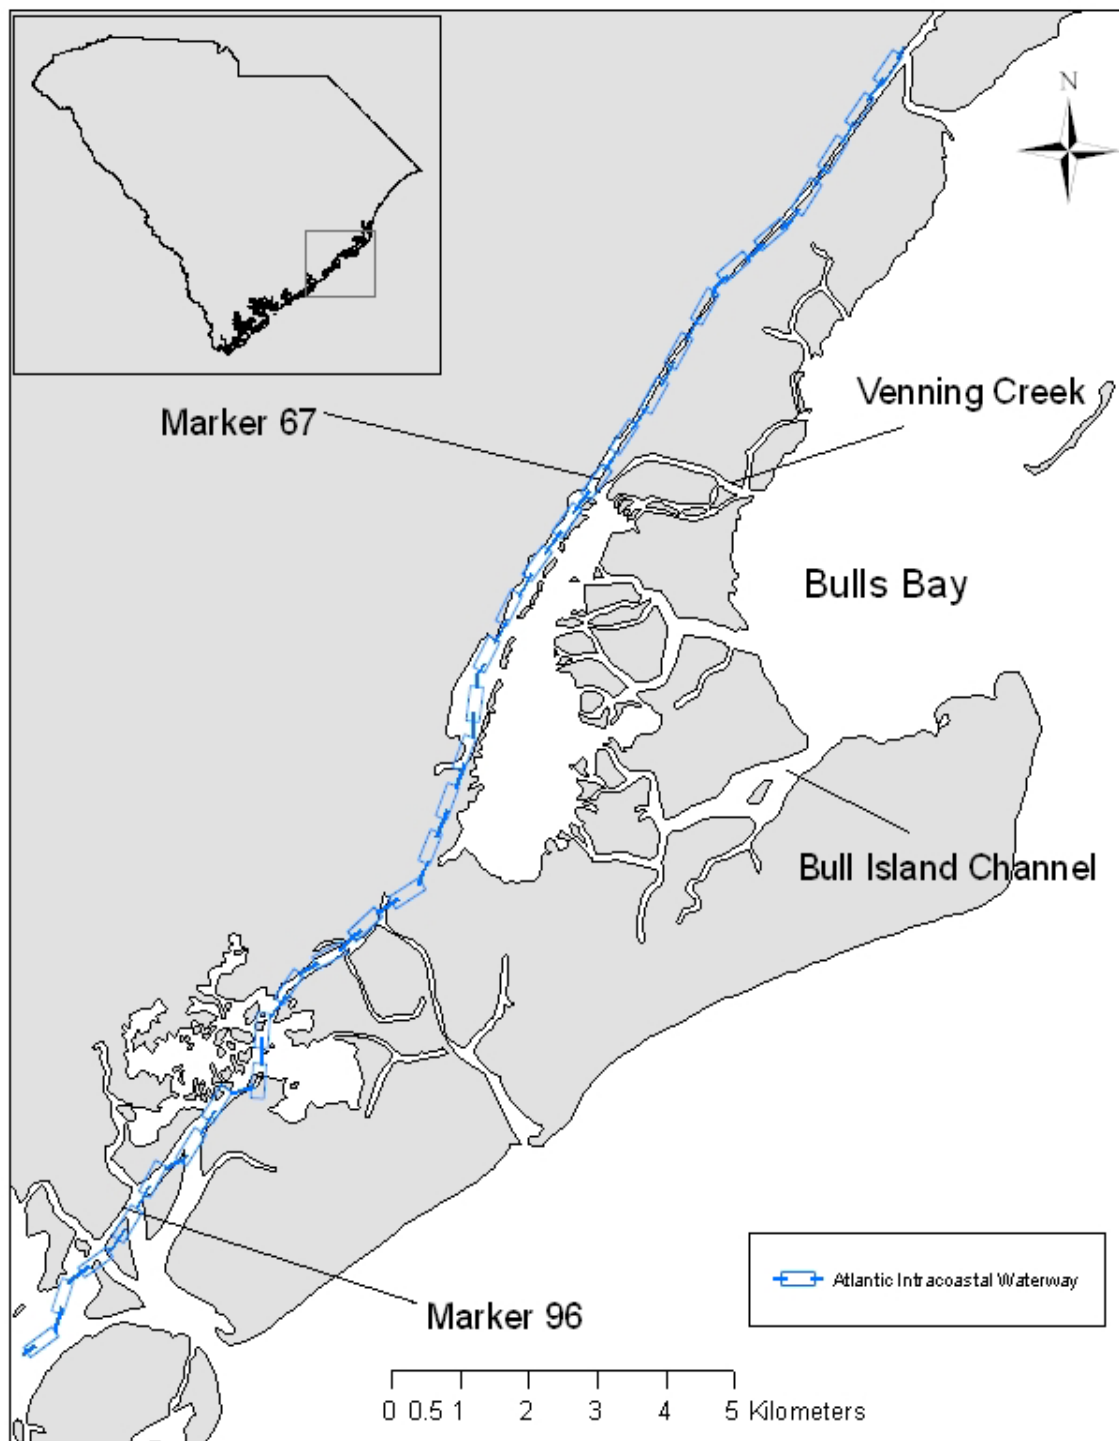 N
Venning Creek
Marker 67
Bulls Bay
Bull Island Channel
Atlantic Intracoastal Waterway
Marker 96
0 0.5 1 2 3 4 5 Kilometers